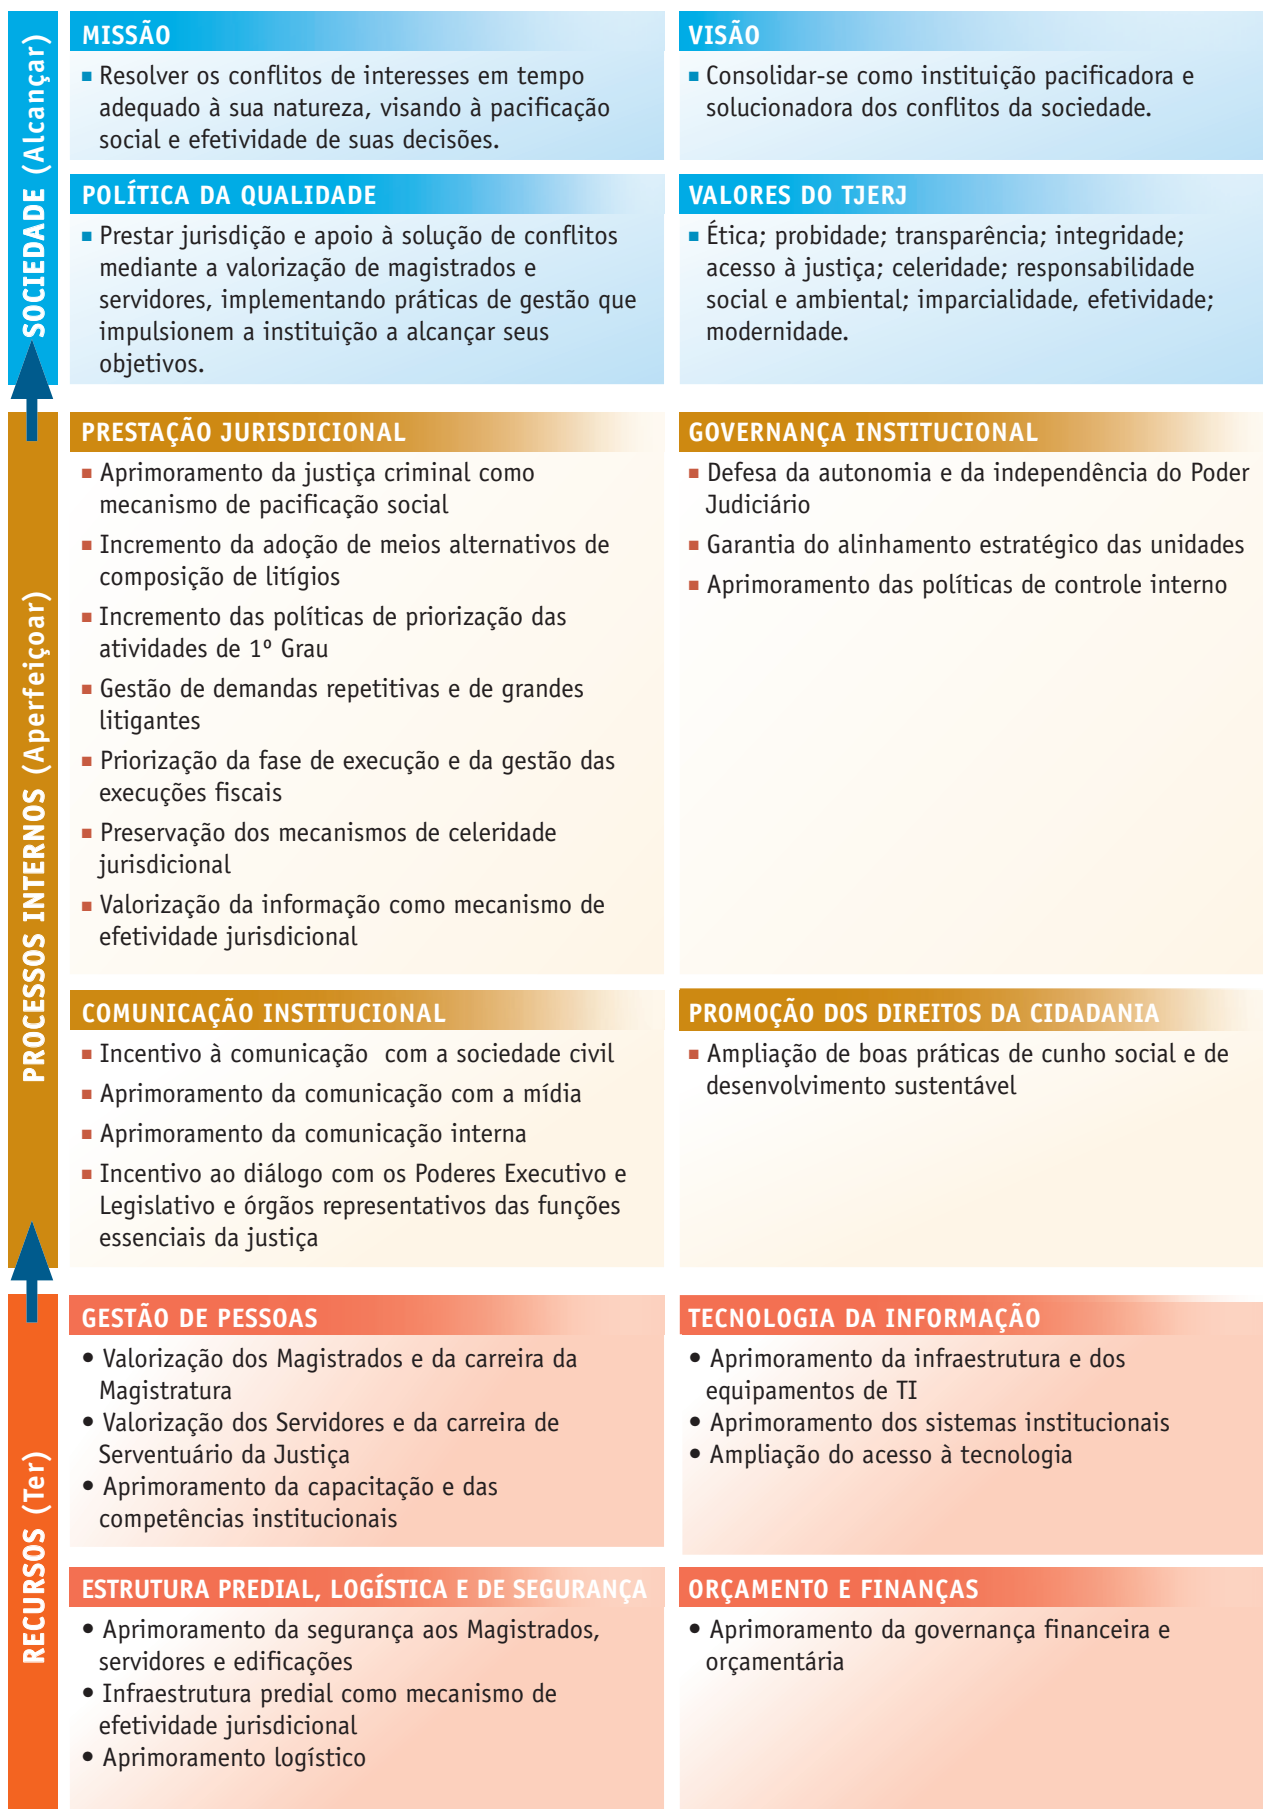 SOCIEDADE (Alcançar)
MISSÃO
Resolver os conflitos de interesses em tempo
adequado à sua natureza, visando à pacificação
social e efetividade de suas decisões.
VISÃO
Consolidar-se como instituição pacificadora e
solucionadora dos conflitos da sociedade.
POLÍTICA DA QUALIDADE
Prestar jurisdição e apoio à solução de conflitos
mediante a valorização de magistrados e
servidores, implementando práticas de gestão que
impulsionem a instituição a alcançar seus
objetivos.
VALORES DO TJERJ
Ética; probidade; transparência; integridade;
acesso à justiça; celeridade; responsabilidade
social e ambiental; imparcialidade, efetividade;
modernidade.
PROCESSOS INTERNOS (Aperfeiçoar)
PRESTAÇÃO JURISDICIONAL
Aprimoramento da justiça criminal como
mecanismo de pacificação social
Incremento da adoção de meios alternativos de
composição de litígios
Incremento das políticas de priorização das
atividades de 1º Grau
Gestão de demandas repetitivas e de grandes
litigantes
Priorização da fase de execução e da gestão das
execuções fiscais
Preservação dos mecanismos de celeridade
jurisdicional
Valorização da informação como mecanismo de
efetividade jurisdicional
GOVERNANÇA INSTITUCIONAL
Defesa da autonomia e da independência do Poder
Judiciário
Garantia do alinhamento estratégico das unidades
Aprimoramento das políticas de controle interno
COMUNICAÇÃO INSTITUCIONAL
Incentivo à comunicação com a sociedade civil
Aprimoramento da comunicação com a mídia
Aprimoramento da comunicação interna
Incentivo ao diálogo com os Poderes Executivo e
Legislativo e órgãos representativos das funções
essenciais da justiça
PROMOÇÃO DOS DIREITOS DA CIDADANIA
Ampliação de boas práticas de cunho social e de
desenvolvimento sustentável
RECURSOS (Ter)
GESTÃO DE PESSOAS
• Valorização dos Magistrados e da carreira da
Magistratura
• Valorização dos Servidores e da carreira de
Serventuário da Justiça
• Aprimoramento da capacitação e das
competências institucionais
TECNOLOGIA DA INFORMAÇÃO
• Aprimoramento da infraestrutura e dos
equipamentos de TI
• Aprimoramento dos sistemas institucionais
• Ampliação do acesso à tecnologia
ESTRUTURA PREDIAL, LOGÍSTICA E DE SEGURANÇA
• Aprimoramento da segurança aos Magistrados,
servidores e edificações
• Infraestrutura predial como mecanismo de
efetividade jurisdicional
• Aprimoramento logístico
ORÇAMENTO E FINANÇAS
• Aprimoramento da governança financeira e
orçamentária